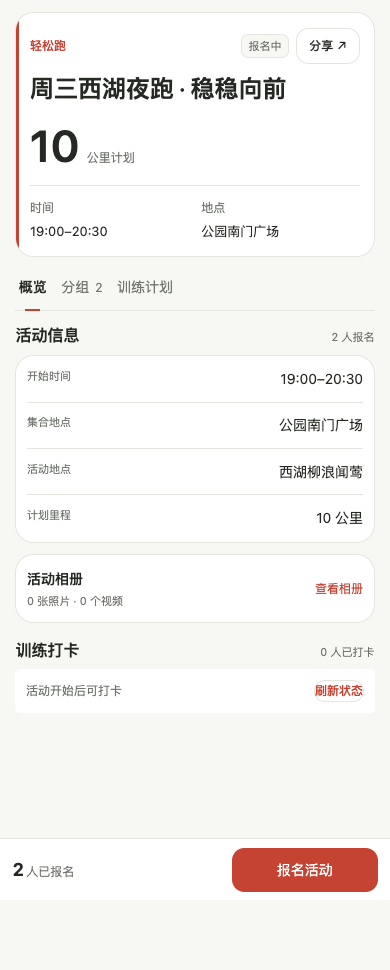 轻松跑
报名中
分享 ↗
周三西湖夜跑 · 稳稳向前
10 公里计划
时间
地点
19:00–20:30
公园南门广场
概览 分组 2 训练计划
活动信息
2 人报名
开始时间
19:00–20:30
集合地点
公园南门广场
活动地点
西湖柳浪闻莺
计划里程
10 公里
活动相册
0 张照片 · 0 个视频
查看相册
训练打卡
0 人已打卡
活动开始后可打卡
刷新状态
2 人已报名
报名活动